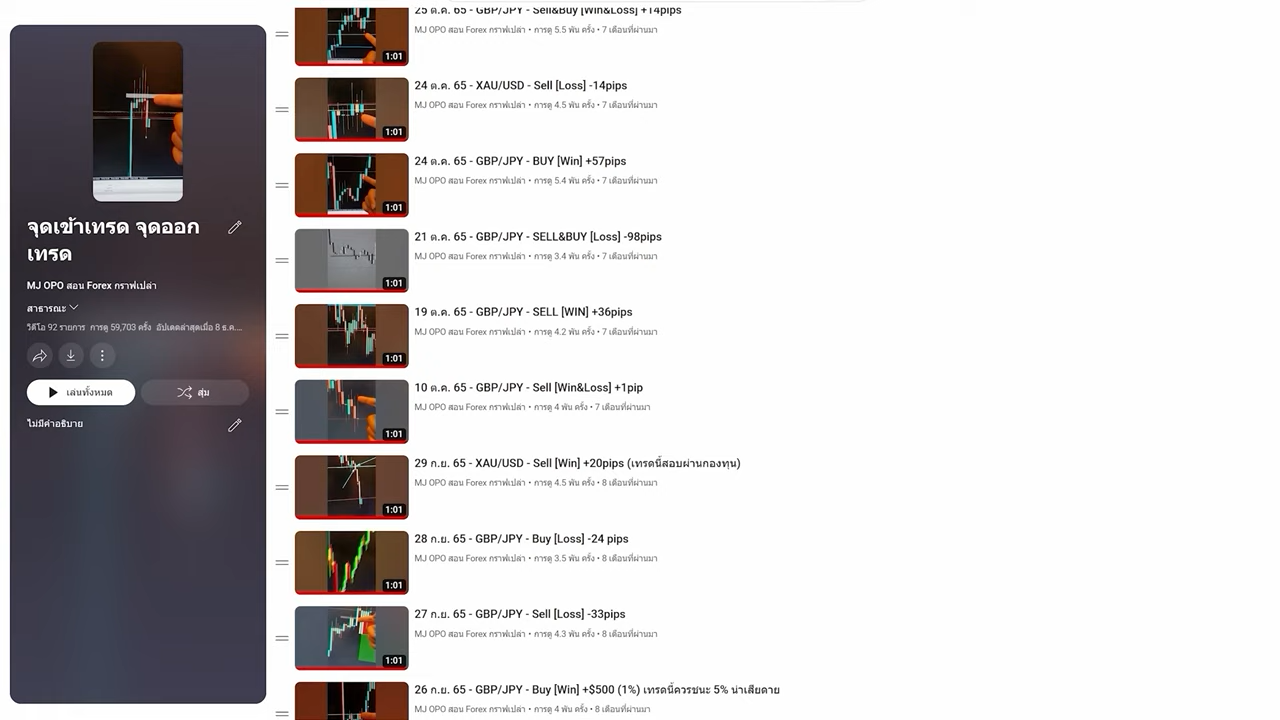 จุดเข้าเทรด จุดออก
เทรด
MJ OPO สอน Forex กราฟเปล่า
สาธารณะ
วิดีโอ 92 รายการ การดู 59,703 ครั้ง อัปเดตล่าสุดเมื่อ 8 ธ.ค....
เล่นทั้งหมด
สุ่ม
ไม่มีคำอธิบาย
25 ต.ค. 65 - GBP/JPY - Sell&Buy [Win&Loss] +14pips
MJ OPO สอน Forex กราฟเปล่า • การดู 5.5 พัน ครั้ง • 7 เดือนที่ผ่านมา
1:01
24 ต.ค. 65 - XAU/USD - Sell [Loss] -14pips
MJ OPO สอน Forex กราฟเปล่า • การดู 4.5 พัน ครั้ง • 7 เดือนที่ผ่านมา
1:01
24 ต.ค. 65 - GBP/JPY - BUY [Win] +57pips
MJ OPO สอน Forex กราฟเปล่า • การดู 5.4 พัน ครั้ง • 7 เดือนที่ผ่านมา
1:01
21 ต.ค. 65 - GBP/JPY - SELL&BUY [Loss] -98pips
MJ OPO สอน Forex กราฟเปล่า • การดู 3.4 พัน ครั้ง • 7 เดือนที่ผ่านมา
1:01
19 ต.ค. 65 - GBP/JPY - SELL [WIN] +36pips
MJ OPO สอน Forex กราฟเปล่า • การดู 4.2 พัน ครั้ง • 7 เดือนที่ผ่านมา
1:01
10 ต.ค. 65 - GBP/JPY - Sell [Win&Loss] +1pip
MJ OPO สอน Forex กราฟเปล่า • การดู 4 พัน ครั้ง • 7 เดือนที่ผ่านมา
1:01
29 ก.ย. 65 - XAU/USD - Sell [Win] +20pips (เทรดนี้สอบผ่านกองทุน)
MJ OPO สอน Forex กราฟเปล่า • การดู 4.5 พัน ครั้ง • 8 เดือนที่ผ่านมา
1:01
28 ก.ย. 65 - GBP/JPY - Buy [Loss] -24 pips
MJ OPO สอน Forex กราฟเปล่า • การดู 3.5 พัน ครั้ง • 8 เดือนที่ผ่านมา
1:01
27 ก.ย. 65 - GBP/JPY - Sell [Loss] -33pips
MJ OPO สอน Forex กราฟเปล่า • การดู 4.3 พัน ครั้ง • 8 เดือนที่ผ่านมา
1:01
26 ก.ย. 65 - GBP/JPY - Buy [Win] +$500 (1%) เทรดนี้ควรชนะ 5% น่าเสียดาย
MJ OPO สอน Forex กราฟเปล่า • การดู 4 พัน ครั้ง • 8 เดือนที่ผ่านมา